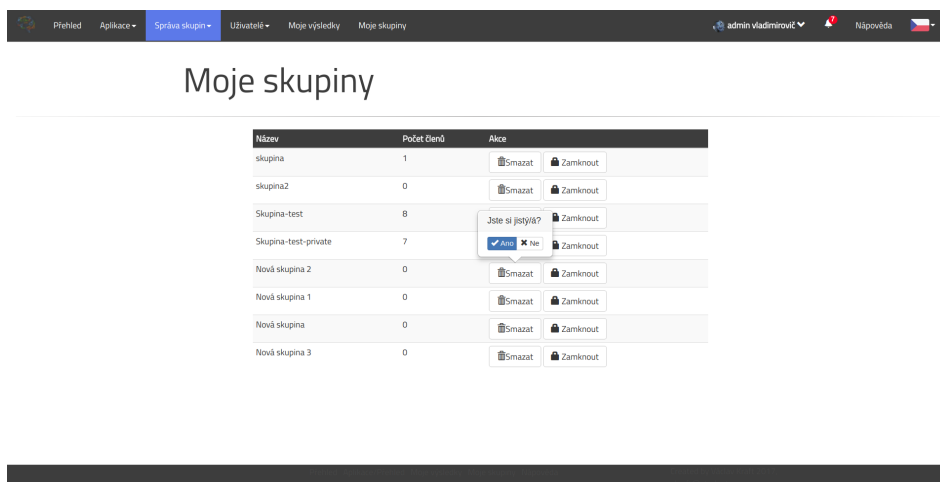 Přehled Aplikace Správa skupin Uživatelé Moje výsledky Moje skupiny admin vladimirovič 7 Nápověda
Moje skupiny
Název Počet členů Akce
skupina 1 Smazat Zamknout
skupina2 0 Smazat Zamknout
Skupina-test 8 Zamknout
Jste si jistý/á?
Skupina-test-private 7 Zamknout
Ano Ne
Nová skupina 2 0 Smazat Zamknout
Nová skupina 1 0 Smazat Zamknout
Nová skupina 0 Smazat Zamknout
Nová skupina 3 0 Smazat Zamknout